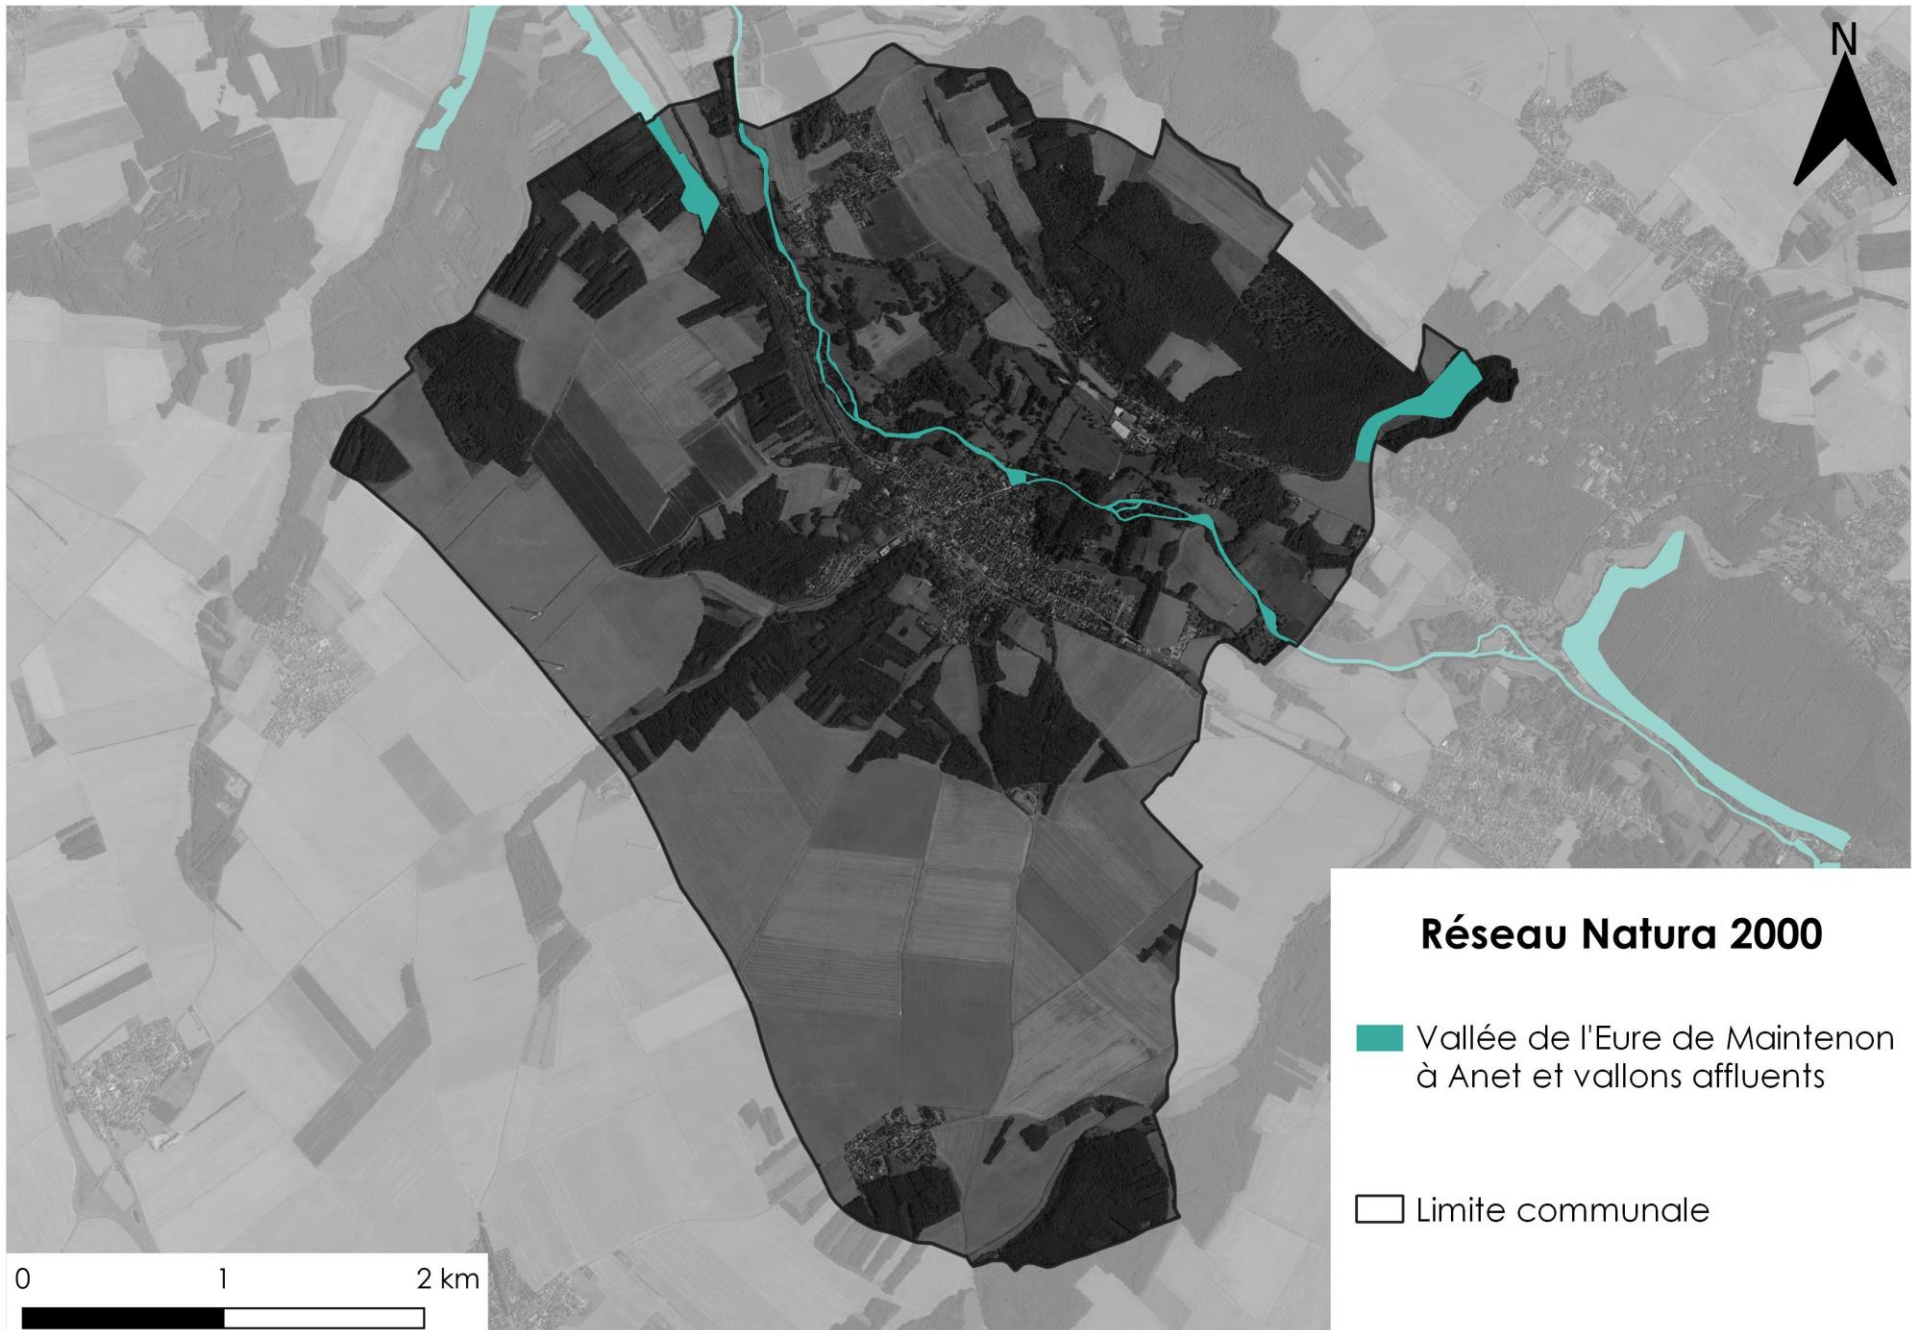 N
Réseau Natura 2000
Vallée de l'Eure de Maintenon
à Anet et vallons affluents
Limite communale
0 1 2 km